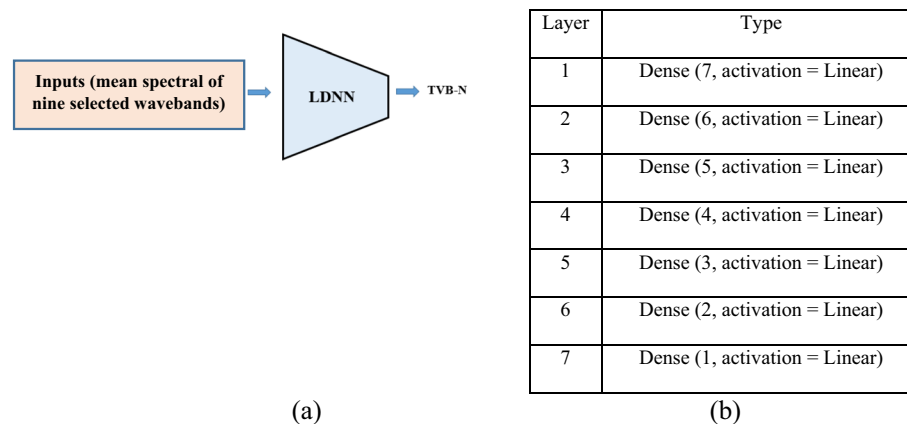 Inputs (mean spectral of
nine selected wavebands)
LDNN
TVB-N
(a)
Layer Type
1 Dense (7, activation = Linear)
2 Dense (6, activation = Linear)
3 Dense (5, activation = Linear)
4 Dense (4, activation = Linear)
5 Dense (3, activation = Linear)
6 Dense (2, activation = Linear)
7 Dense (1, activation = Linear)
(b)